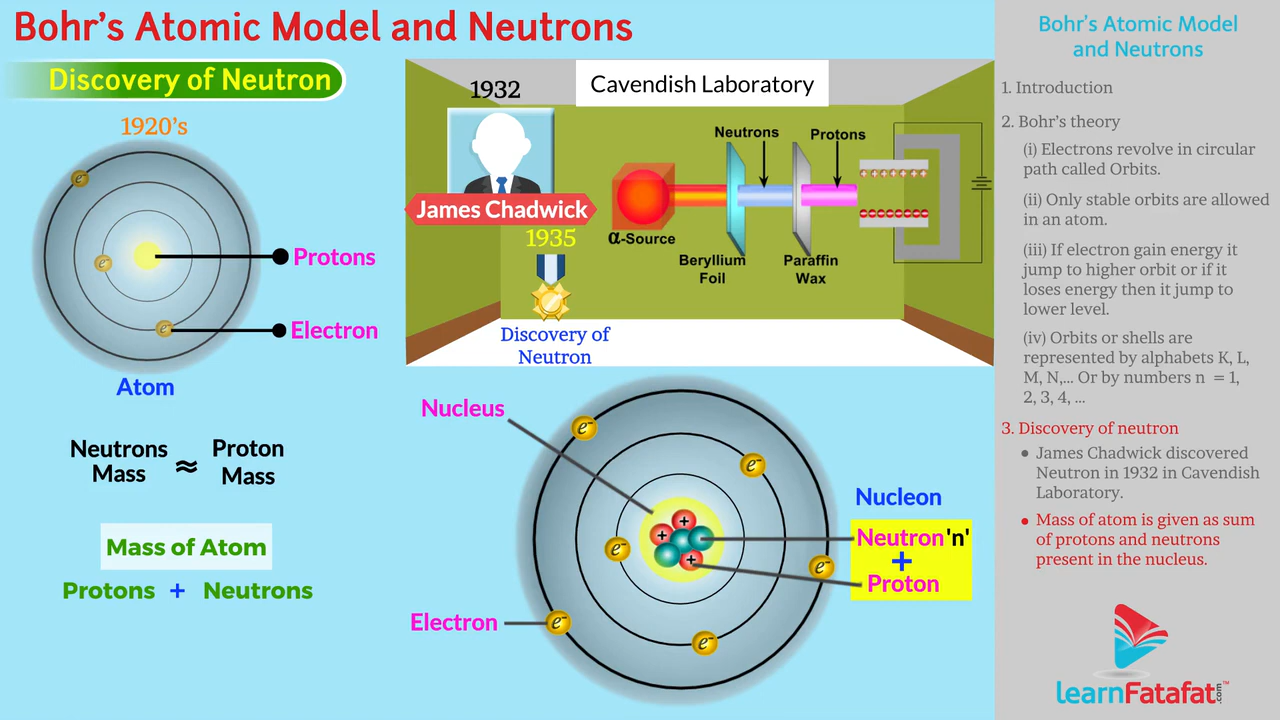 Bohr's Atomic Model and Neutrons
Discovery of Neutron
1920's
e⁻
e⁻
e⁻
Protons
Electron
Atom
Neutrons
Mass
≈
Proton
Mass
Mass of Atom
Protons + Neutrons
1932
James Chadwick
1935
Discovery of
Neutron
Cavendish Laboratory
Neutrons
Protons
α-Source
Beryllium
Foil
Paraffin
Wax
+ + + + + +
Nucleus
e⁻
e⁻
e⁻
e⁻
e⁻
e⁻
+
+
+
Nucleon
Neutron 'n'
+
Proton
Electron
Bohr's Atomic Model
and Neutrons
1. Introduction
2. Bohr's theory
(i) Electrons revolve in circular
path called Orbits.
(ii) Only stable orbits are allowed
in an atom.
(iii) If electron gain energy it
jump to higher orbit or if it
loses energy then it jump to
lower level.
(iv) Orbits or shells are
represented by alphabets K, L,
M, N,... Or by numbers n = 1,
2, 3, 4, ...
3. Discovery of neutron
• James Chadwick discovered
Neutron in 1932 in Cavendish
Laboratory.
• Mass of atom is given as sum
of protons and neutrons
present in the nucleus.
learnFatafat.com™